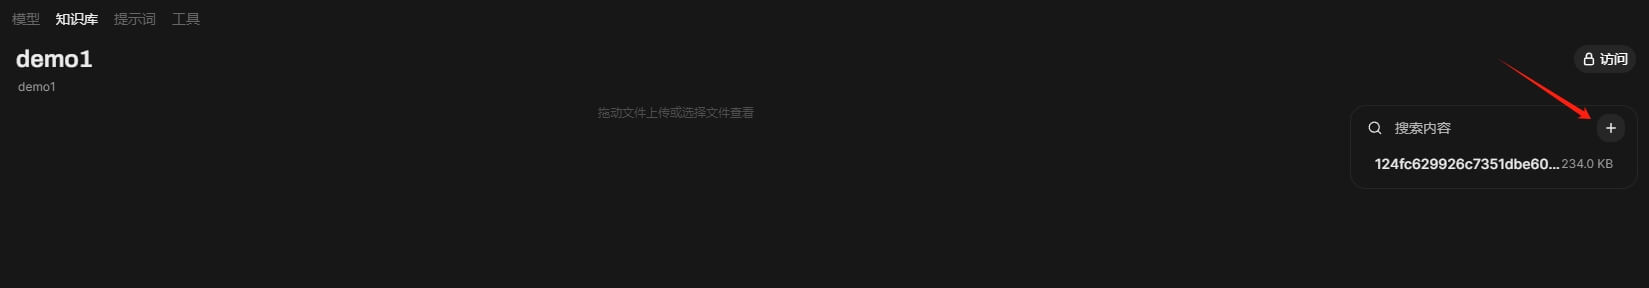 模型 知识库 提示词 工具
demo1
访问
demo1
拖动文件上传或选择文件查看
搜索内容
124fc629926c7351dbe60... 234.0 KB